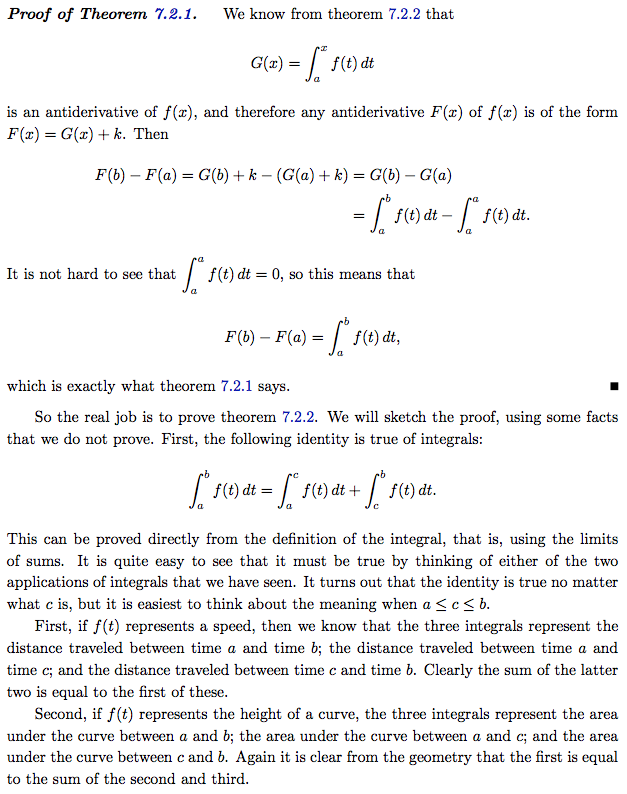 Proof of Theorem 7.2.1. We know from theorem 7.2.2 that
G(x) = ∫_a^x f(t) dt
is an antiderivative of f(x), and therefore any antiderivative F(x) of f(x) is of the form
F(x) = G(x) + k. Then
F(b) − F(a) = G(b) + k − (G(a) + k) = G(b) − G(a)
= ∫_a^b f(t) dt − ∫_a^a f(t) dt.
It is not hard to see that ∫_a^a f(t) dt = 0, so this means that
F(b) − F(a) = ∫_a^b f(t) dt,
which is exactly what theorem 7.2.1 says. ■
So the real job is to prove theorem 7.2.2. We will sketch the proof, using some facts
that we do not prove. First, the following identity is true of integrals:
∫_a^b f(t) dt = ∫_a^c f(t) dt + ∫_c^b f(t) dt.
This can be proved directly from the definition of the integral, that is, using the limits
of sums. It is quite easy to see that it must be true by thinking of either of the two
applications of integrals that we have seen. It turns out that the identity is true no matter
what c is, but it is easiest to think about the meaning when a ≤ c ≤ b.
First, if f(t) represents a speed, then we know that the three integrals represent the
distance traveled between time a and time b; the distance traveled between time a and
time c; and the distance traveled between time c and time b. Clearly the sum of the latter
two is equal to the first of these.
Second, if f(t) represents the height of a curve, the three integrals represent the area
under the curve between a and b; the area under the curve between a and c; and the area
under the curve between c and b. Again it is clear from the geometry that the first is equal
to the sum of the second and third.